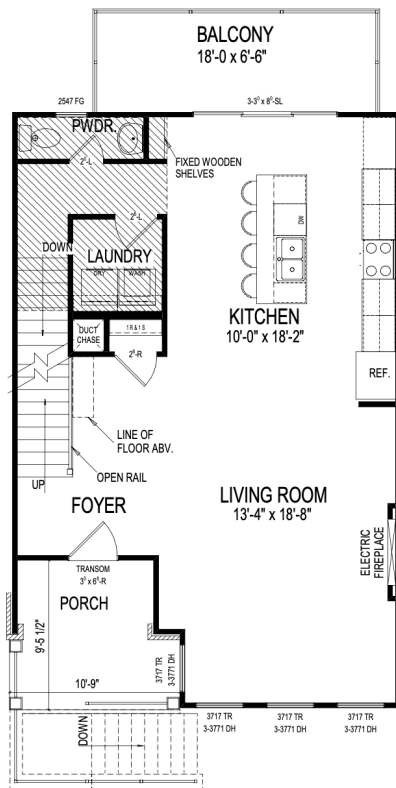 BALCONY
18'-0 x 6'-6"
2547 FG
3-3⁰ x 8⁰-SL
PWDR.
2⁰-L
FIXED WOODEN
SHELVES
2⁸-L
DOWN
LAUNDRY
DRY
WASH
DW
KITCHEN
10'-0" x 18'-2"
DUCT
CHASE
1R & 1S
2⁸-R
REF.
LINE OF
FLOOR ABV.
OPEN RAIL
UP
FOYER
LIVING ROOM
13'-4" x 18'-8"
ELECTRIC
FIREPLACE
TRANSOM
3⁰ x 6⁸-R
PORCH
9'-5 1/2"
10'-9"
3717 TR
3-3771 DH
DOWN
3717 TR
3-3771 DH
3717 TR
3-3771 DH
3717 TR
3-3771 DH